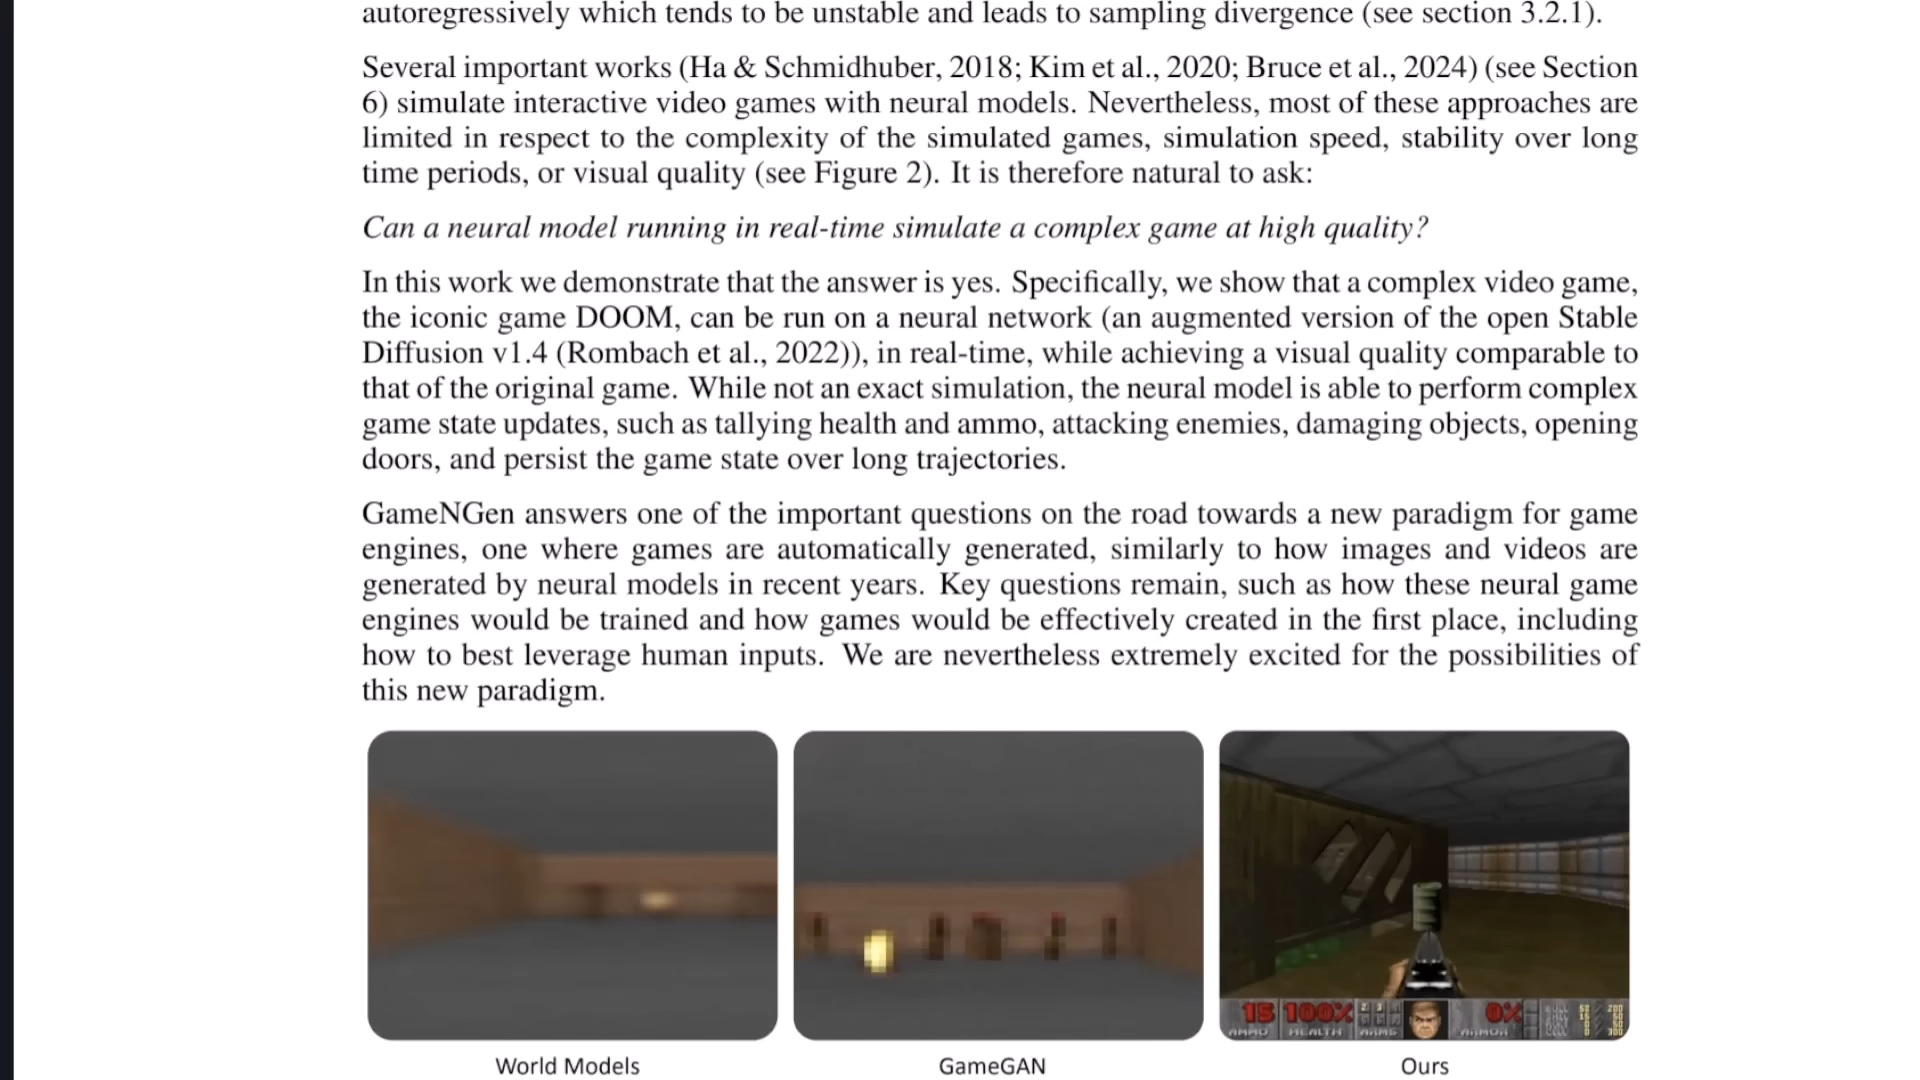 autoregressively which tends to be unstable and leads to sampling divergence (see section 3.2.1).
Several important works (Ha & Schmidhuber, 2018; Kim et al., 2020; Bruce et al., 2024) (see Section
6) simulate interactive video games with neural models. Nevertheless, most of these approaches are
limited in respect to the complexity of the simulated games, simulation speed, stability over long
time periods, or visual quality (see Figure 2). It is therefore natural to ask:
Can a neural model running in real-time simulate a complex game at high quality?
In this work we demonstrate that the answer is yes. Specifically, we show that a complex video game,
the iconic game DOOM, can be run on a neural network (an augmented version of the open Stable
Diffusion v1.4 (Rombach et al., 2022)), in real-time, while achieving a visual quality comparable to
that of the original game. While not an exact simulation, the neural model is able to perform complex
game state updates, such as tallying health and ammo, attacking enemies, damaging objects, opening
doors, and persist the game state over long trajectories.
GameNGen answers one of the important questions on the road towards a new paradigm for game
engines, one where games are automatically generated, similarly to how images and videos are
generated by neural models in recent years. Key questions remain, such as how these neural game
engines would be trained and how games would be effectively created in the first place, including
how to best leverage human inputs. We are nevertheless extremely excited for the possibilities of
this new paradigm.
15 100% 0%
AMMO HEALTH ARMS ARMOR
World Models GameGAN Ours